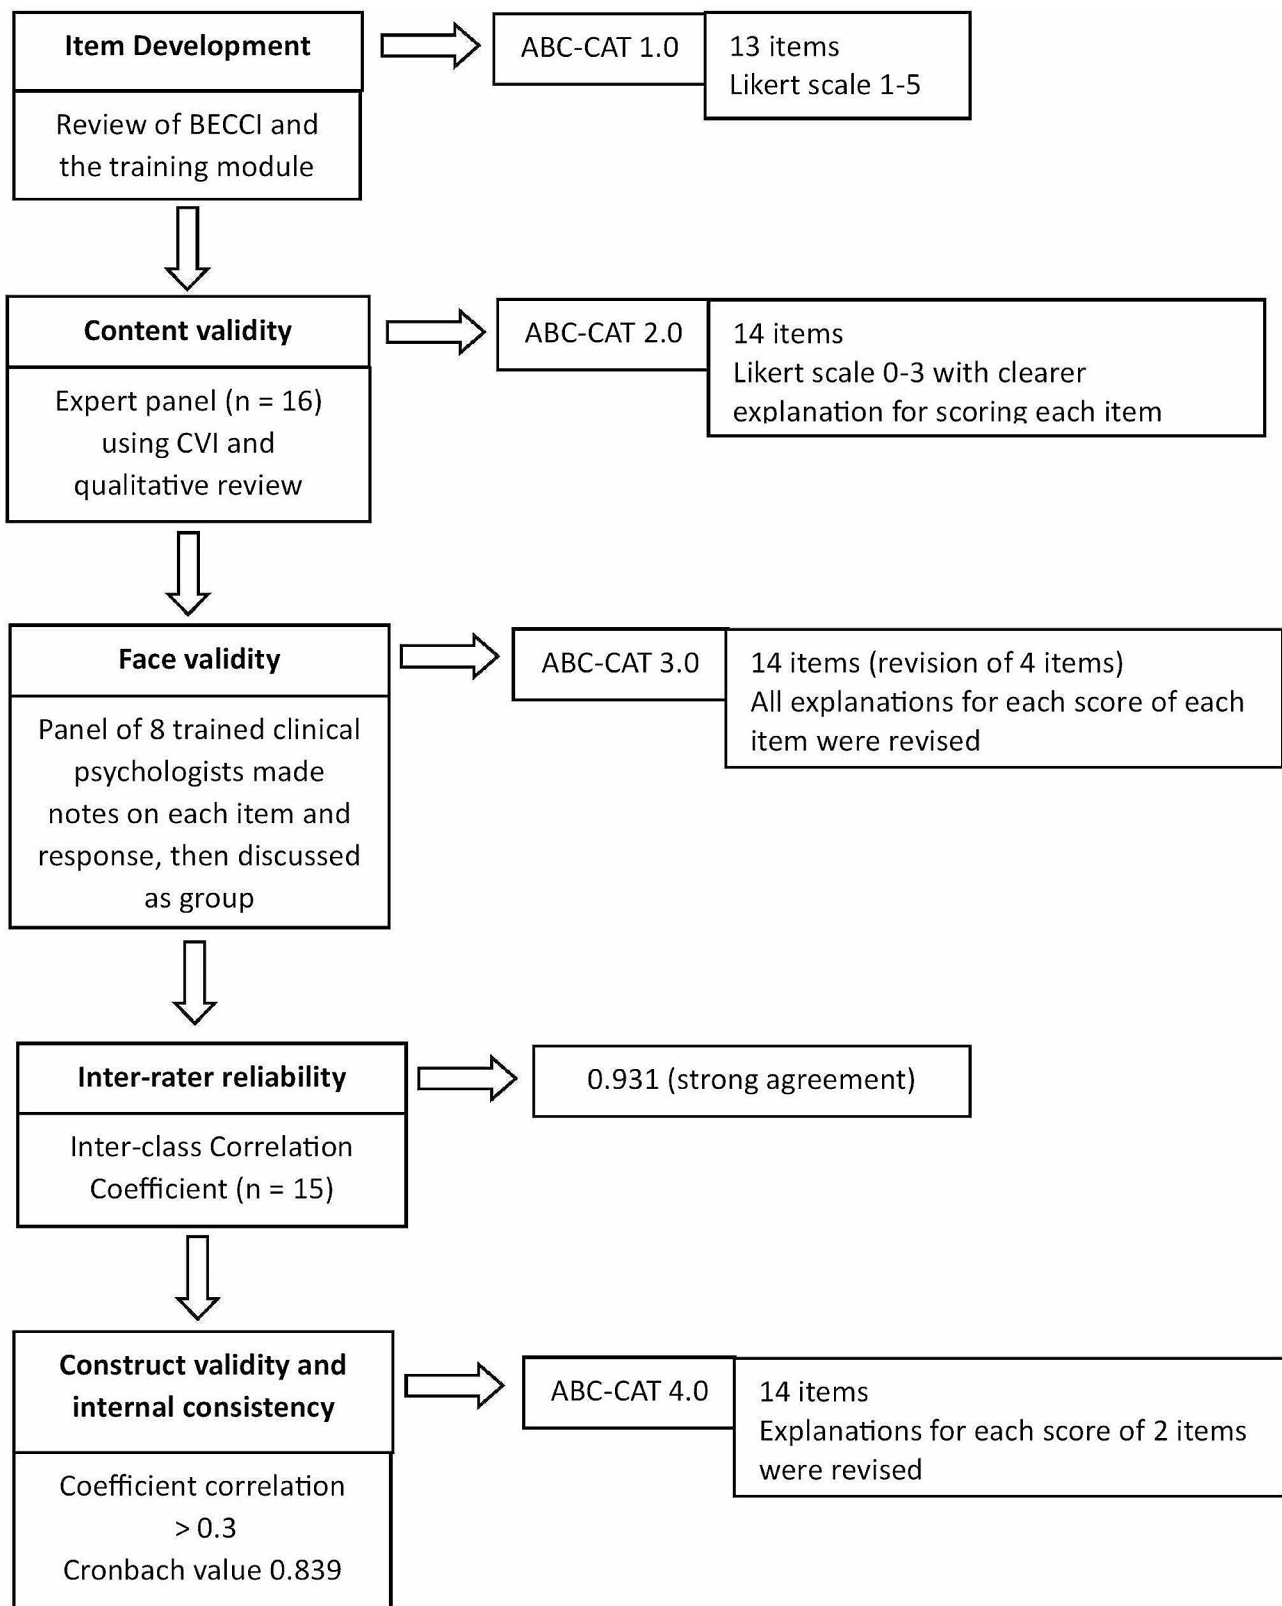 Item Development
ABC-CAT 1.0
13 items
Likert scale 1-5
Review of BECCI and
the training module
Content validity
ABC-CAT 2.0
14 items
Likert scale 0-3 with clearer
explanation for scoring each item
Expert panel (n = 16)
using CVI and
qualitative review
Face validity
ABC-CAT 3.0
14 items (revision of 4 items)
All explanations for each score of each
item were revised
Panel of 8 trained clinical
psychologists made
notes on each item and
response, then discussed
as group
Inter-rater reliability
0.931 (strong agreement)
Inter-class Correlation
Coefficient (n = 15)
Construct validity and
internal consistency
ABC-CAT 4.0
14 items
Explanations for each score of 2 items
were revised
Coefficient correlation
> 0.3
Cronbach value 0.839